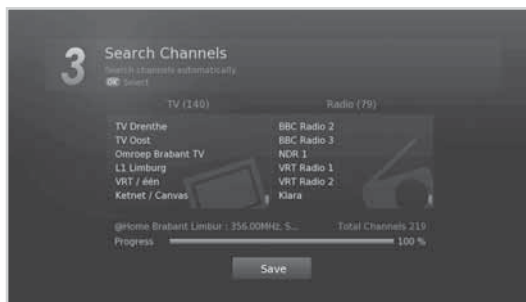 3
Search Channels
Search channels automatically
OK Select
TV (140) Radio (79)
TV Drenthe BBC Radio 2
TV Oost BBC Radio 3
Omroep Brabant TV NDR 1
L1 Limburg VRT Radio 1
VRT / één VRT Radio 2
Ketnet / Canvas Klara
@Home Brabant Limbur : 356.00MHz, S... Total Channels 219
Progress 100 %
Save